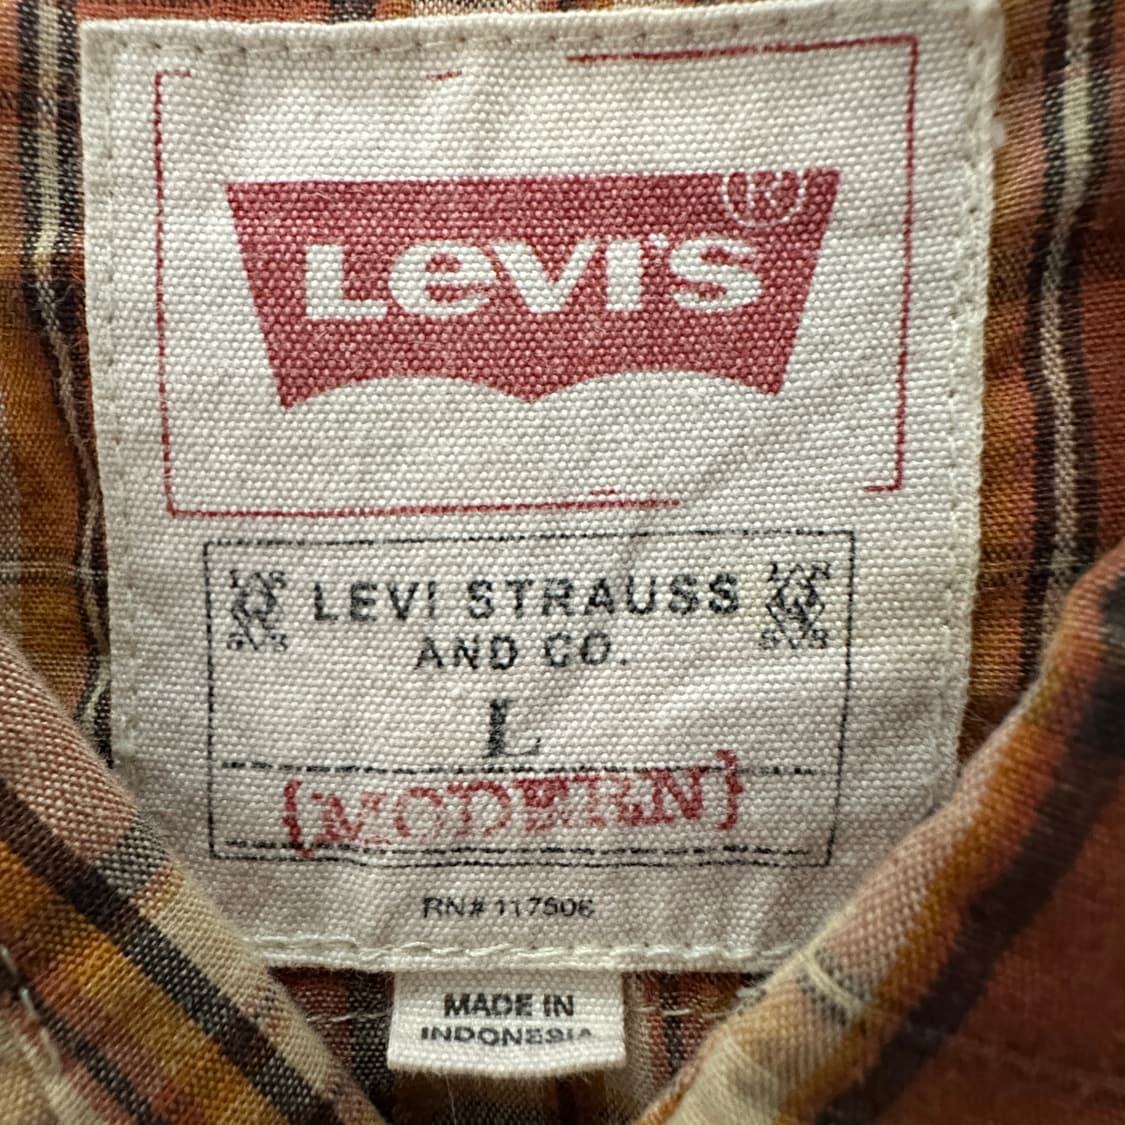 LEVI'S®
LEVI STRAUSS
AND CO.
L
{MODERN}
RN# 117506
MADE IN
INDONESIA